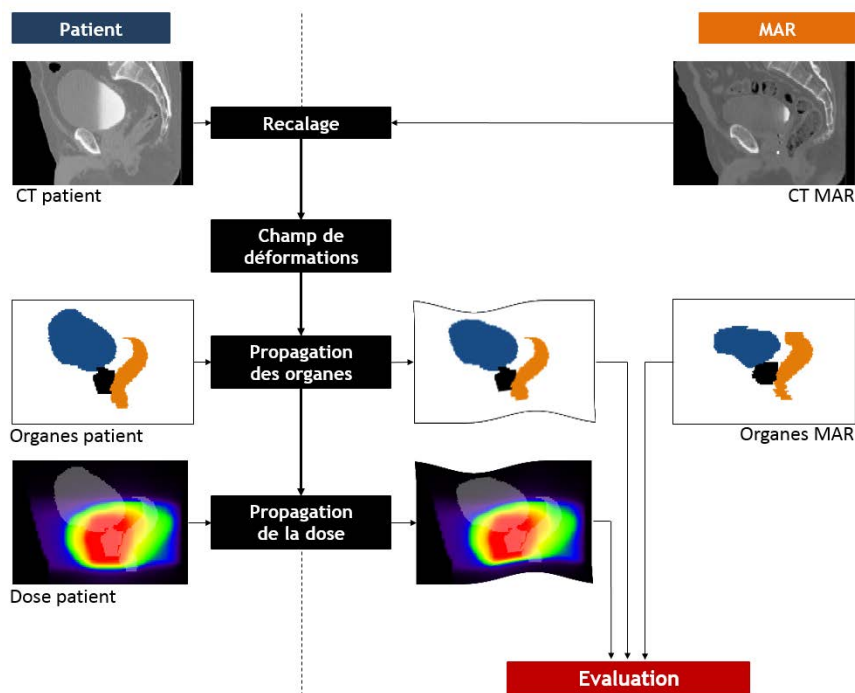 Patient
MAR
Recalage
CT patient
CT MAR
Champ de
déformations
Propagation
des organes
Organes patient
Organes MAR
Propagation
de la dose
Dose patient
Evaluation